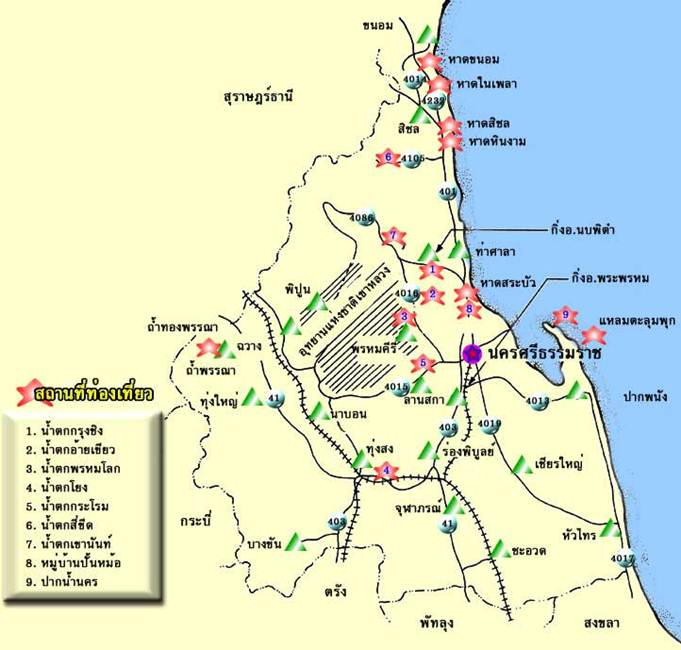 ขนอม
หาดขนอม
4014
หาดในเพลา
4232
สุราษฎร์ธานี
หาดสิชล
สิชล
หาดหินงาม
6
4105
401
4086
7
กิ่งอ.นบพิตำ
ท่าศาลา
1
กิ่งอ.พระพรหม
หาดสระบัว
พิปูน
อุทยานแห่งชาติเขาหลวง
4016
2
8
3
9
แหลมตะลุมพุก
ถ้ำทองพรรณา
ฉวาง
พรหมคีรี
นครศรีธรรมราช
ถ้ำพรรณา
5
4015
สถานที่ท่องเที่ยว
ทุ่งใหญ่
41
ลานสกา
4013
ปากพนัง
นาบอน
403
4019
1. น้ำตกกรุงชิง
2. น้ำตกอ้ายเขียว
3. น้ำตกพรหมโลก
4. น้ำตกโยง
5. น้ำตกกะโรม
6. น้ำตกสี่ขีด
7. น้ำตกเขานันท์
8. หมู่บ้านปั้นหม้อ
9. ปากน้ำนคร
ทุ่งสง
ร่อนพิบูลย์
4
เชียรใหญ่
กระบี่
จุฬาภรณ์
403
41
บางขัน
ชะอวด
หัวไทร
4017
ตรัง
พัทลุง
สงขลา